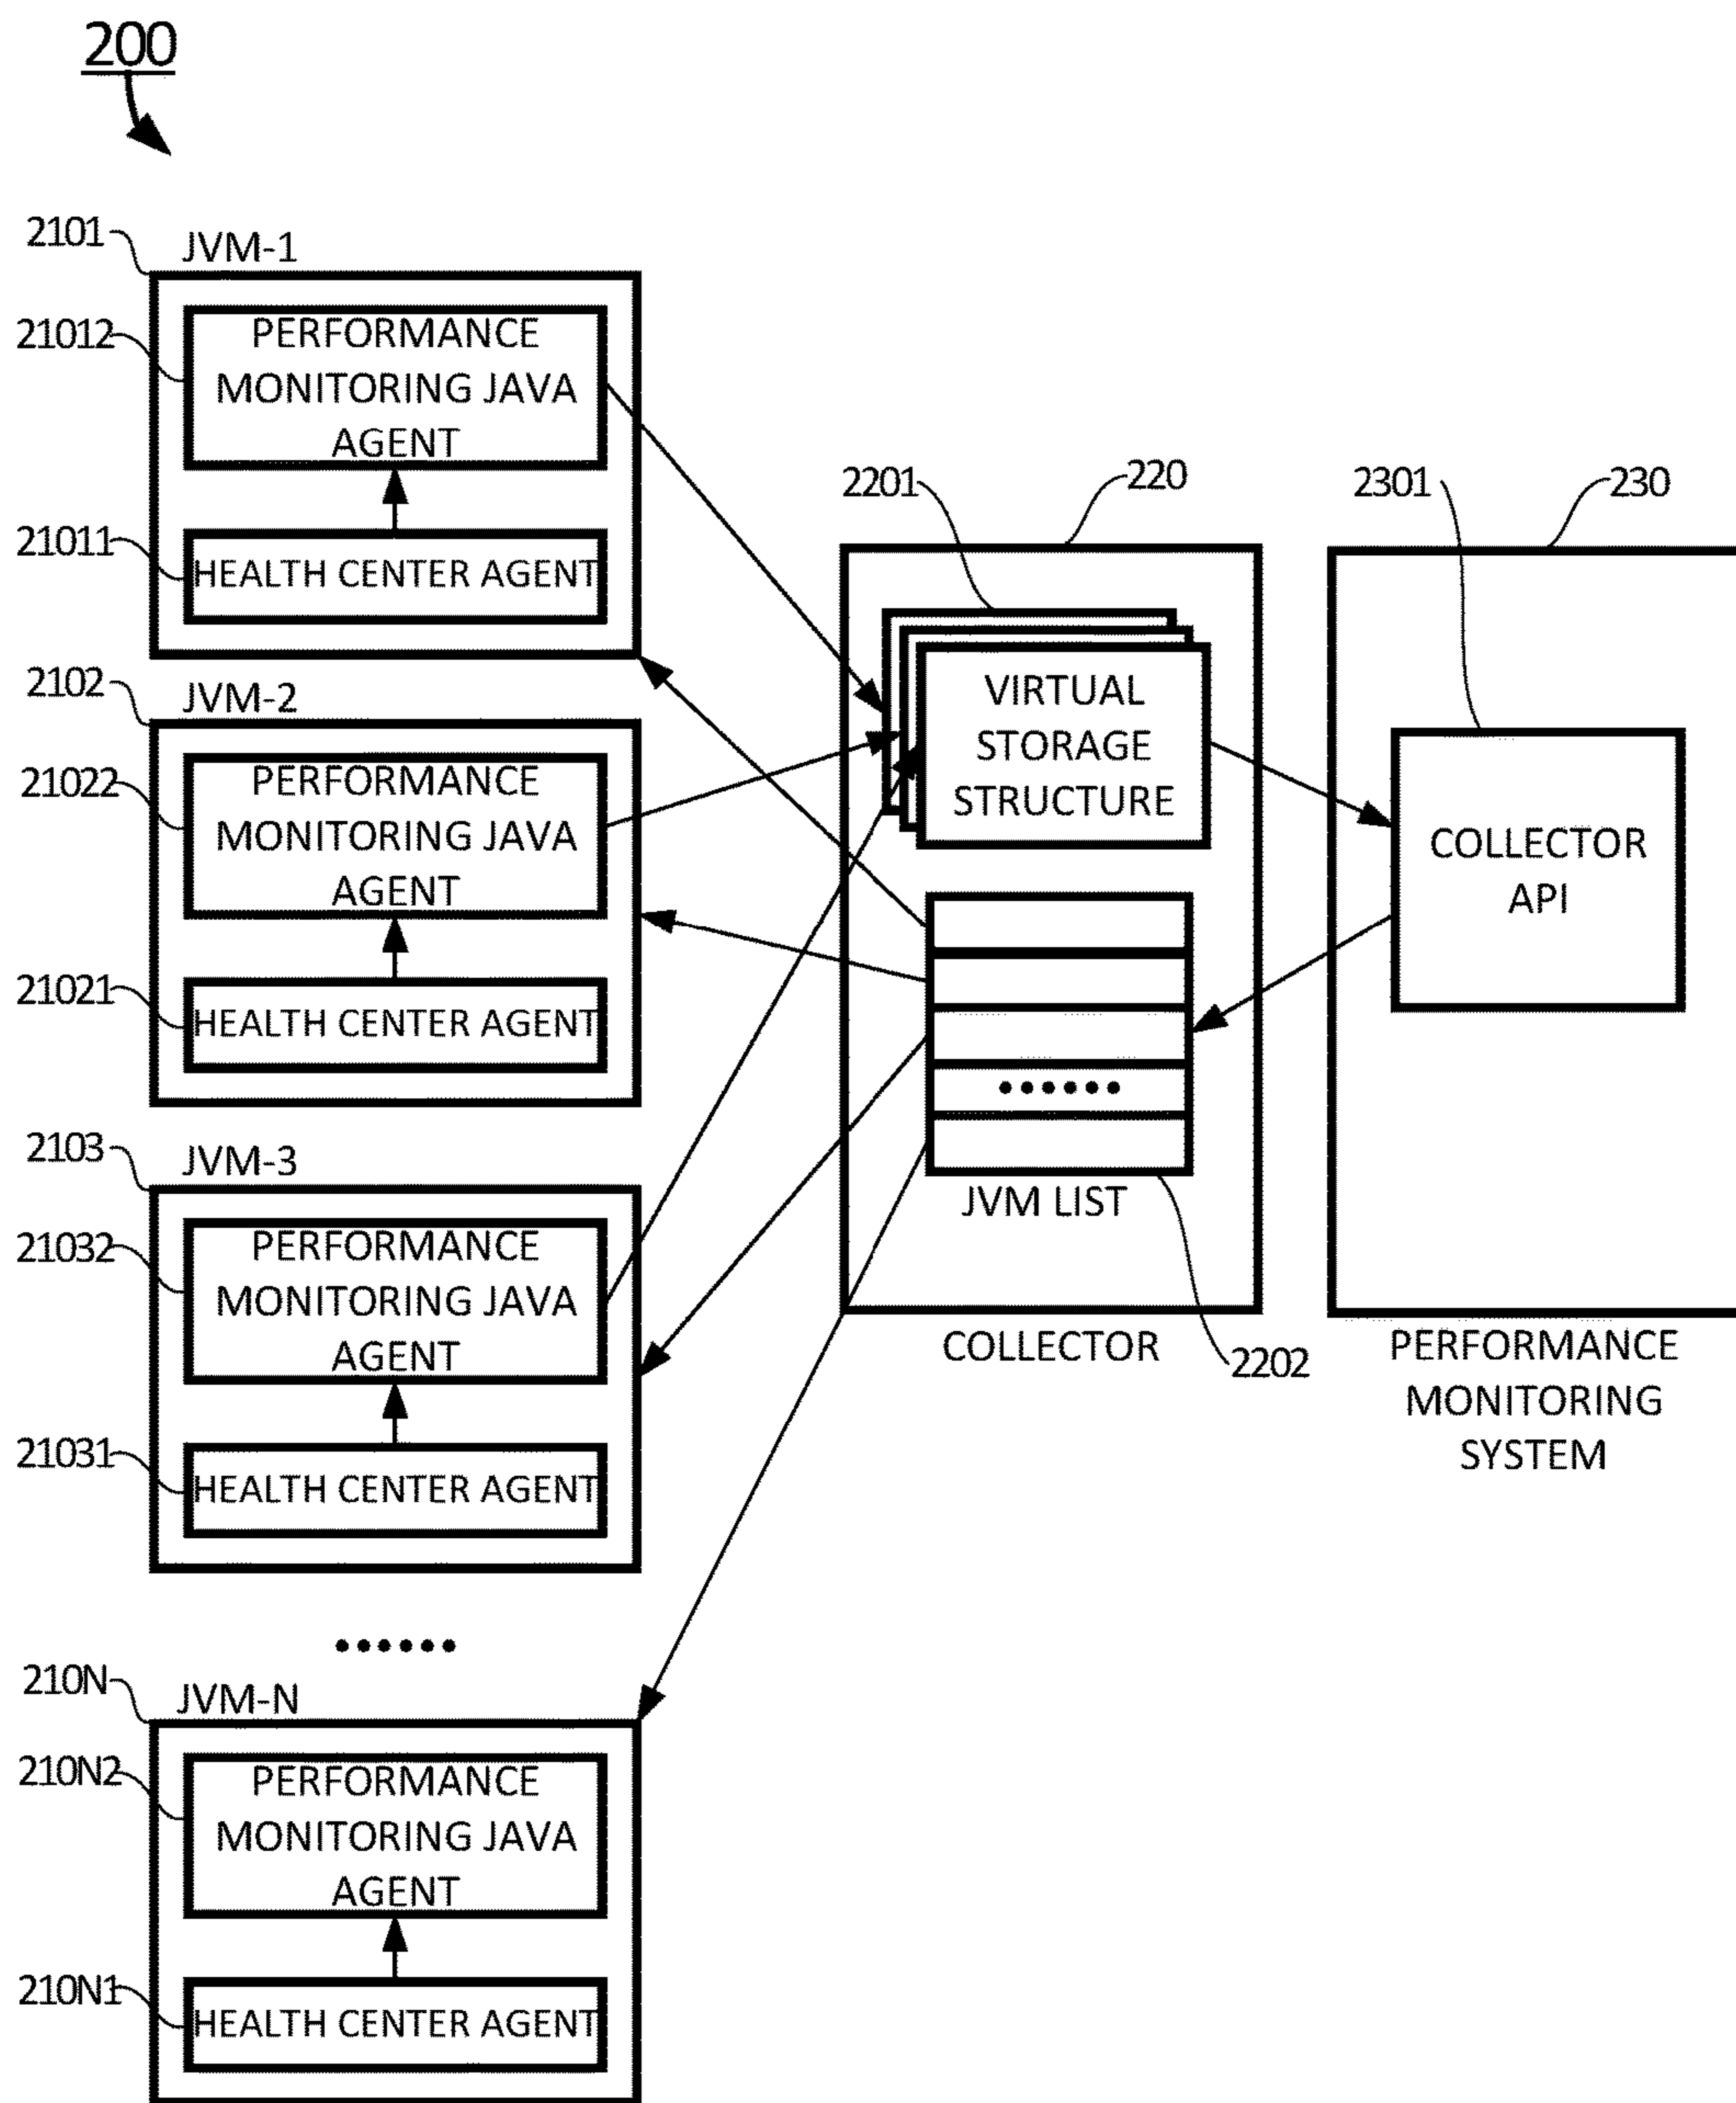 200
2101
JVM-1
21012
PERFORMANCE
MONITORING JAVA
AGENT
21011
HEALTH CENTER AGENT
2102
JVM-2
21022
PERFORMANCE
MONITORING JAVA
AGENT
21021
HEALTH CENTER AGENT
2103
JVM-3
21032
PERFORMANCE
MONITORING JAVA
AGENT
21031
HEALTH CENTER AGENT
......
210N
JVM-N
210N2
PERFORMANCE
MONITORING JAVA
AGENT
210N1
HEALTH CENTER AGENT
2201
220
VIRTUAL
STORAGE
STRUCTURE
......
JVM LIST
COLLECTOR
2202
2301
230
COLLECTOR
API
PERFORMANCE
MONITORING
SYSTEM